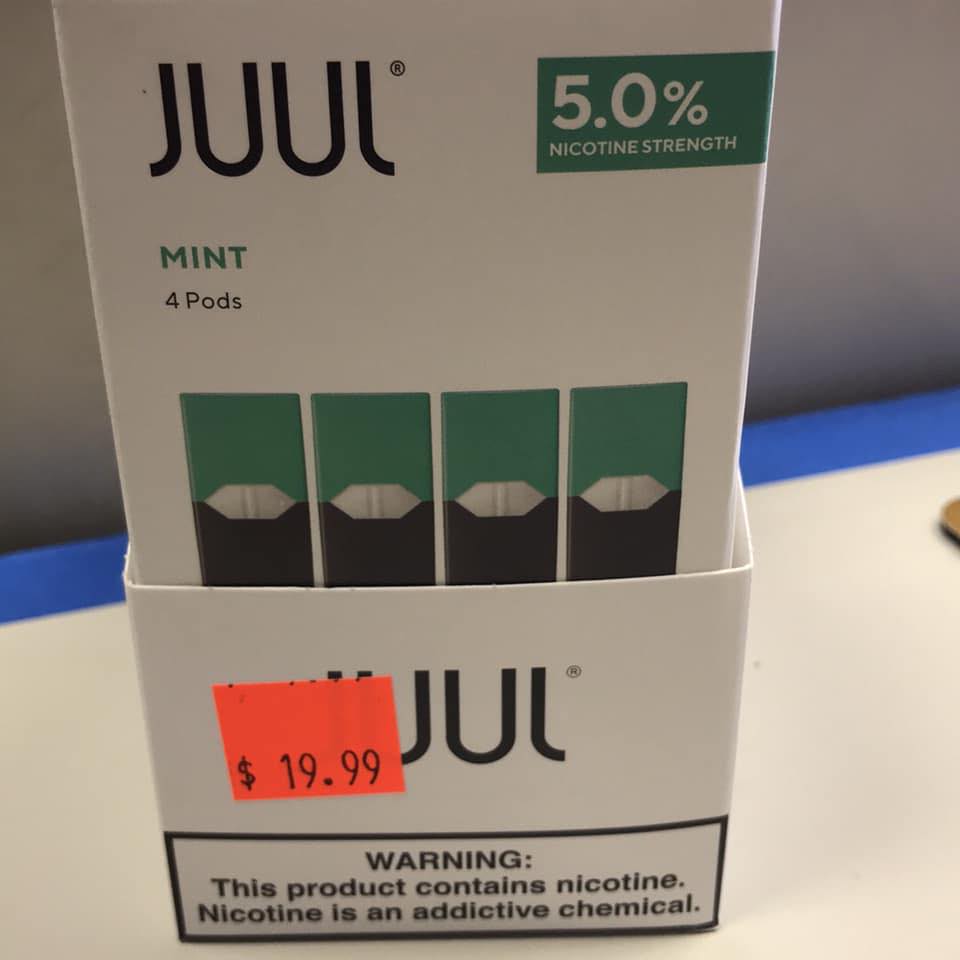 JUUL®
5.0%
NICOTINE STRENGTH
MINT
4 Pods
JUL®
$ 19.99
WARNING:
This product contains nicotine.
Nicotine is an addictive chemical.